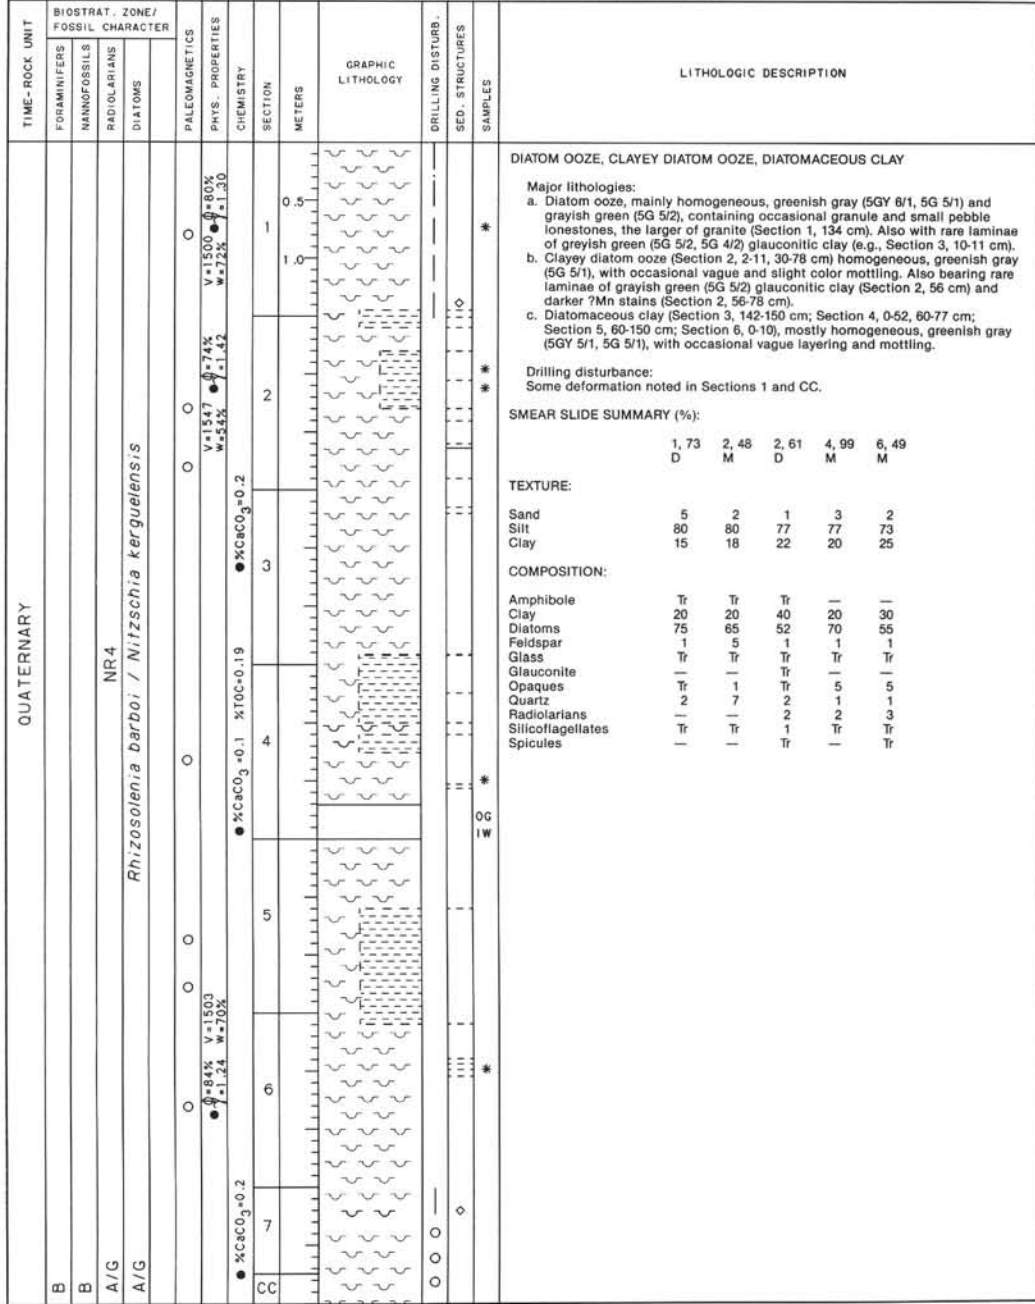 TIME-ROCK UNIT
BIOSTRAT. ZONE/
FOSSIL CHARACTER
FORAMINIFERS
NANNOFOSSILS
RADIOLARIANS
DIATOMS
PALEOMAGNETICS
PHYS. PROPERTIES
CHEMISTRY
SECTION
METERS
GRAPHIC
LITHOLOGY
DRILLING DISTURB.
SED. STRUCTURES
SAMPLES
LITHOLOGIC DESCRIPTION
QUATERNARY
B
B
A/G
NR4
A/G
Rhizosolenia barboi / Nitzschia kerguelensis
V=1500 φ=80%
W=72% ρ=1.30
V=1547 φ=74%
W=54% ρ=1.42
φ=84% V=1503
ρ=1.24 W=70%
%CaCO3=0.2
%CaCO3=0.1 %TOC=0.19
%CaCO3=0.2
1
2
3
4
5
6
7
CC
0.5
1.0
*
*
*
*
OG
IW
*
DIATOM OOZE, CLAYEY DIATOM OOZE, DIATOMACEOUS CLAY
Major lithologies:
a. Diatom ooze, mainly homogeneous, greenish gray (5GY 6/1, 5G 5/1) and
grayish green (5G 5/2), containing occasional granule and small pebble
lonestones, the larger of granite (Section 1, 134 cm). Also with rare laminae
of greyish green (5G 5/2, 5G 4/2) glauconitic clay (e.g., Section 3, 10-11 cm).
b. Clayey diatom ooze (Section 2, 2-11, 30-78 cm) homogeneous, greenish gray
(5G 5/1), with occasional vague and slight color mottling. Also bearing rare
laminae of grayish green (5G 5/2) glauconitic clay (Section 2, 56 cm) and
darker ?Mn stains (Section 2, 56-78 cm).
c. Diatomaceous clay (Section 3, 142-150 cm; Section 4, 0-52, 60-77 cm;
Section 5, 60-150 cm; Section 6, 0-10), mostly homogeneous, greenish gray
(5GY 5/1, 5G 5/1), with occasional vague layering and mottling.
Drilling disturbance:
Some deformation noted in Sections 1 and CC.
SMEAR SLIDE SUMMARY (%):
1, 73 2, 48 2, 61 4, 99 6, 49
D M D M M
TEXTURE:
Sand 5 2 1 3 2
Silt 80 80 77 77 73
Clay 15 18 22 20 25
COMPOSITION:
Amphibole Tr Tr Tr — —
Clay 20 20 40 20 30
Diatoms 75 65 52 70 55
Feldspar 1 5 1 1 1
Glass Tr Tr Tr Tr Tr
Glauconite — — Tr — —
Opaques Tr 1 Tr 5 5
Quartz 2 7 2 1 1
Radiolarians — — 2 2 3
Silicoflagellates Tr Tr 1 Tr Tr
Spicules — — Tr — Tr